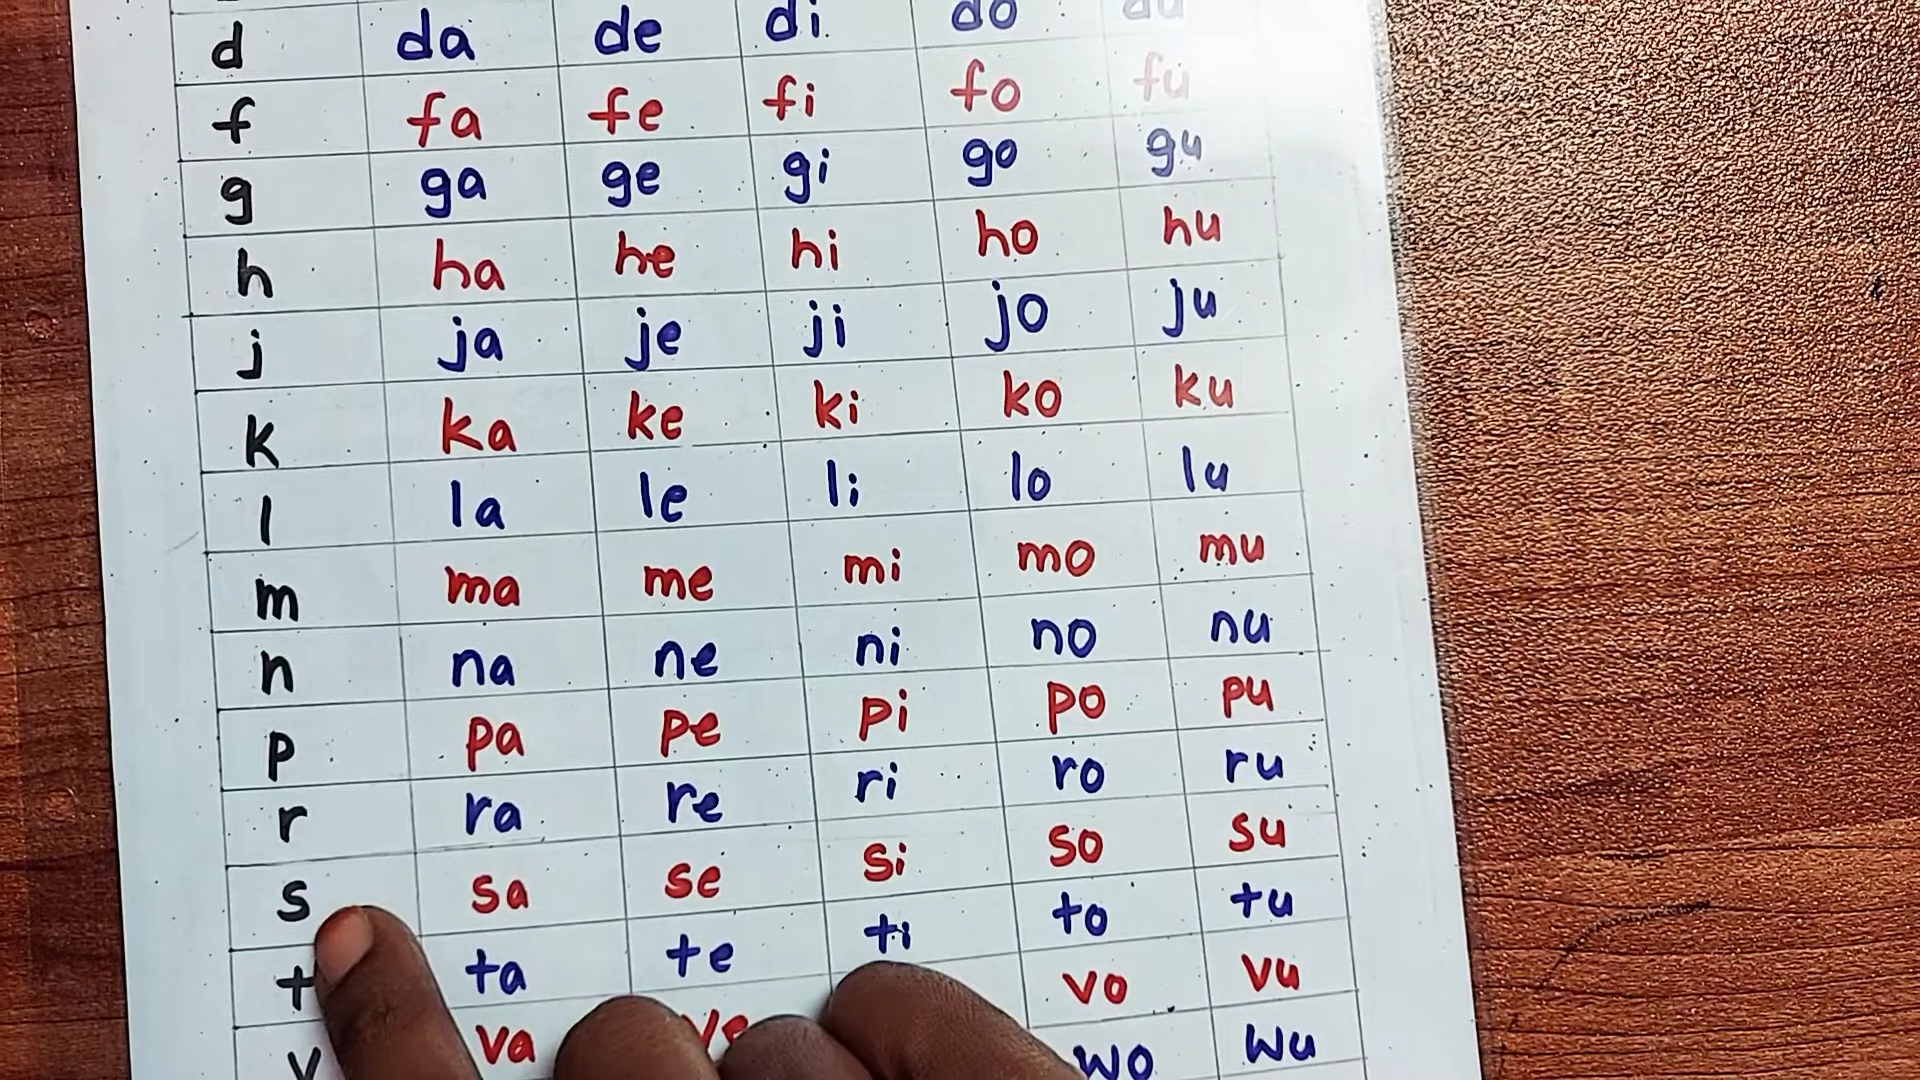 d da de di do du
f fa fe fi fo fu
g ga ge gi go gu
h ha he hi ho hu
j ja je ji jo ju
k ka ke ki ko ku
l la le li lo lu
m ma me mi mo mu
n na ne ni no nu
p pa pe pi po pu
r ra re ri ro ru
s sa se si so su
t ta te ti to tu
v va ve vo vu
wo wu